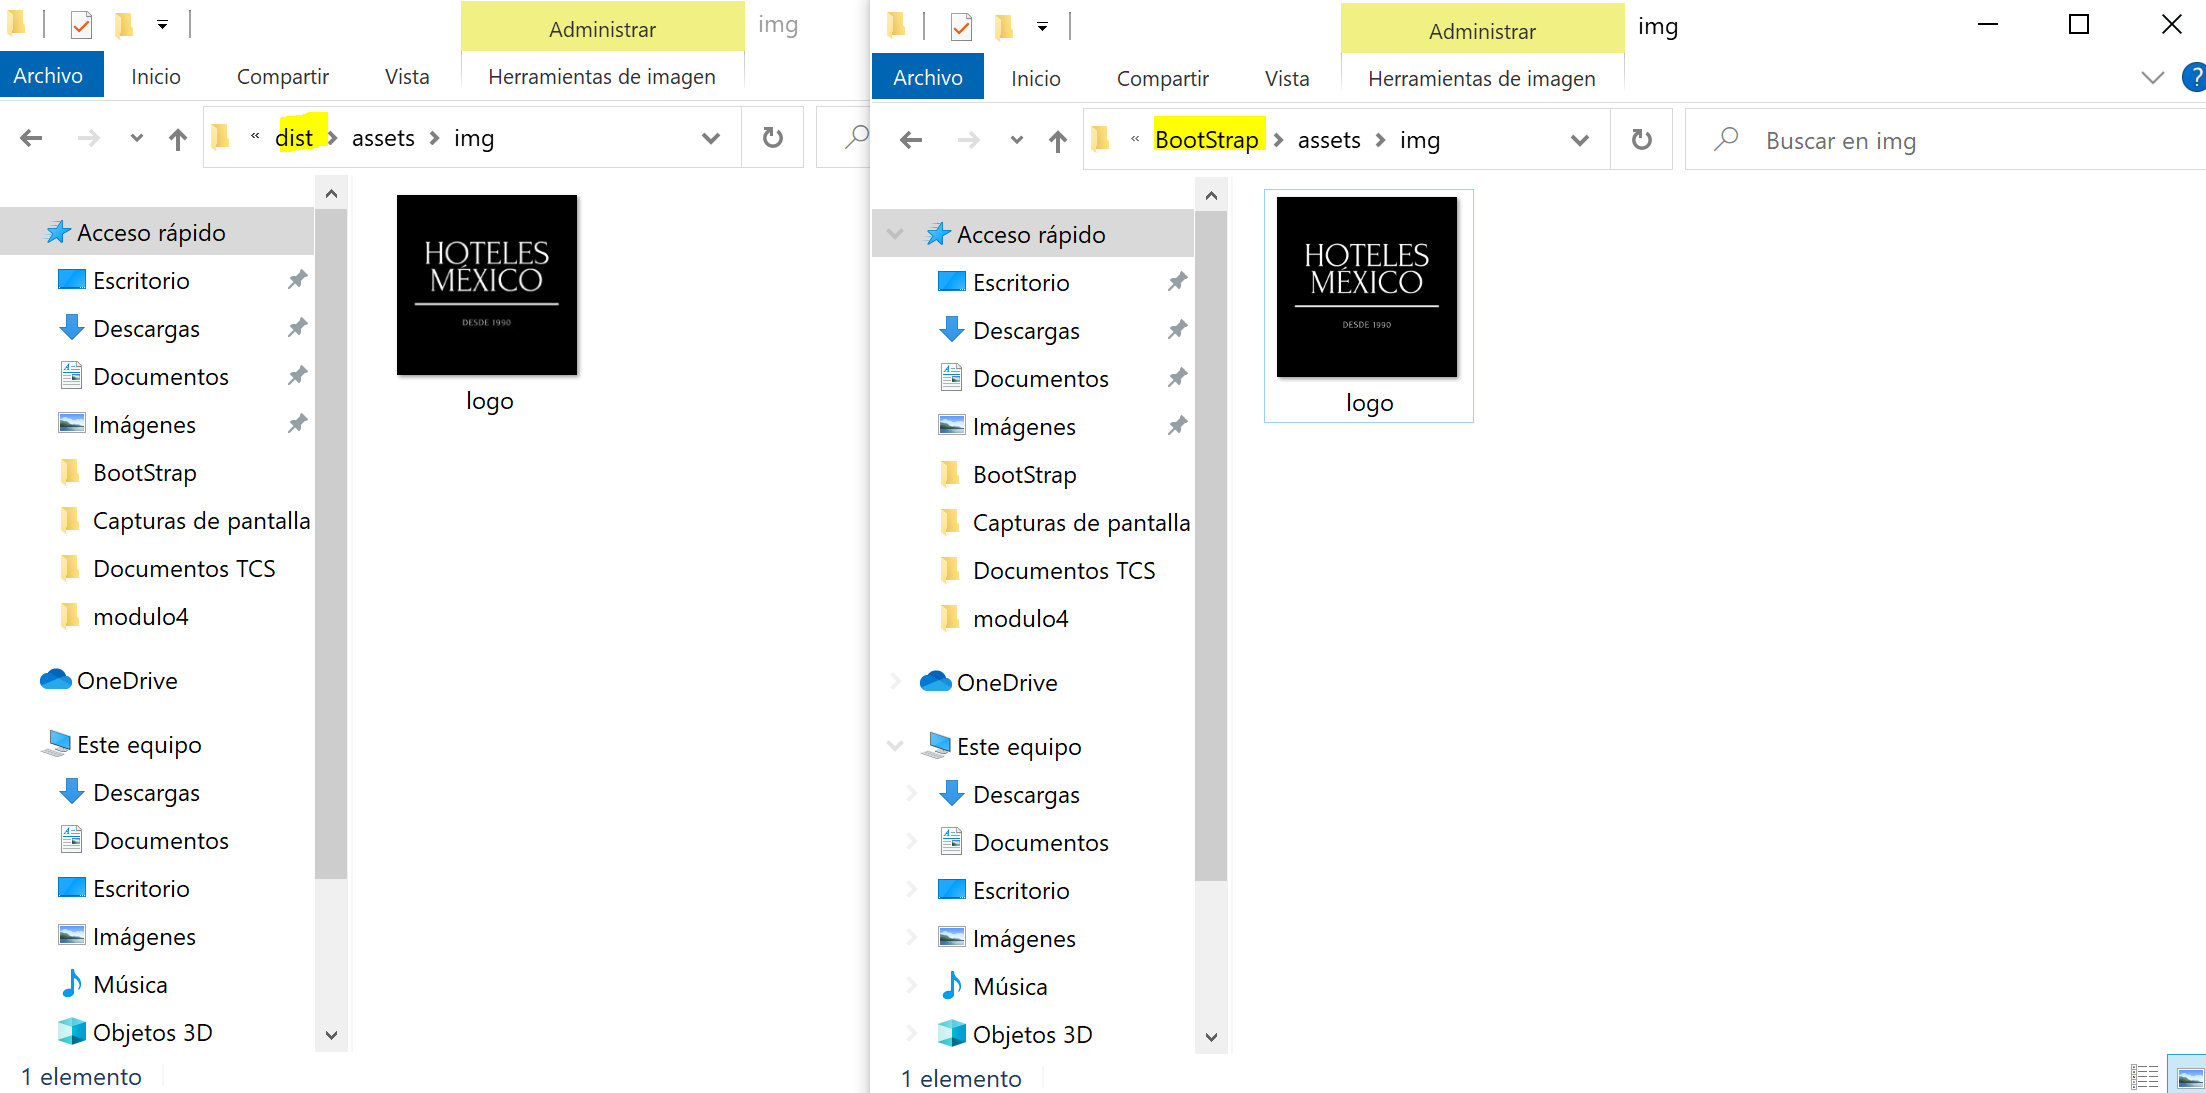 Administrar
img
Archivo
Inicio
Compartir
Vista
Herramientas de imagen
« dist > assets > img
Acceso rápido
Escritorio
Descargas
Documentos
Imágenes
BootStrap
Capturas de pantalla
Documentos TCS
modulo4
OneDrive
Este equipo
Descargas
Documentos
Escritorio
Imágenes
Música
Objetos 3D
HOTELES
MÉXICO
DESDE 1990
logo
1 elemento
Administrar
img
Archivo
Inicio
Compartir
Vista
Herramientas de imagen
?
« BootStrap > assets > img
Buscar en img
Acceso rápido
Escritorio
Descargas
Documentos
Imágenes
BootStrap
Capturas de pantalla
Documentos TCS
modulo4
OneDrive
Este equipo
Descargas
Documentos
Escritorio
Imágenes
Música
Objetos 3D
HOTELES
MÉXICO
DESDE 1990
logo
1 elemento